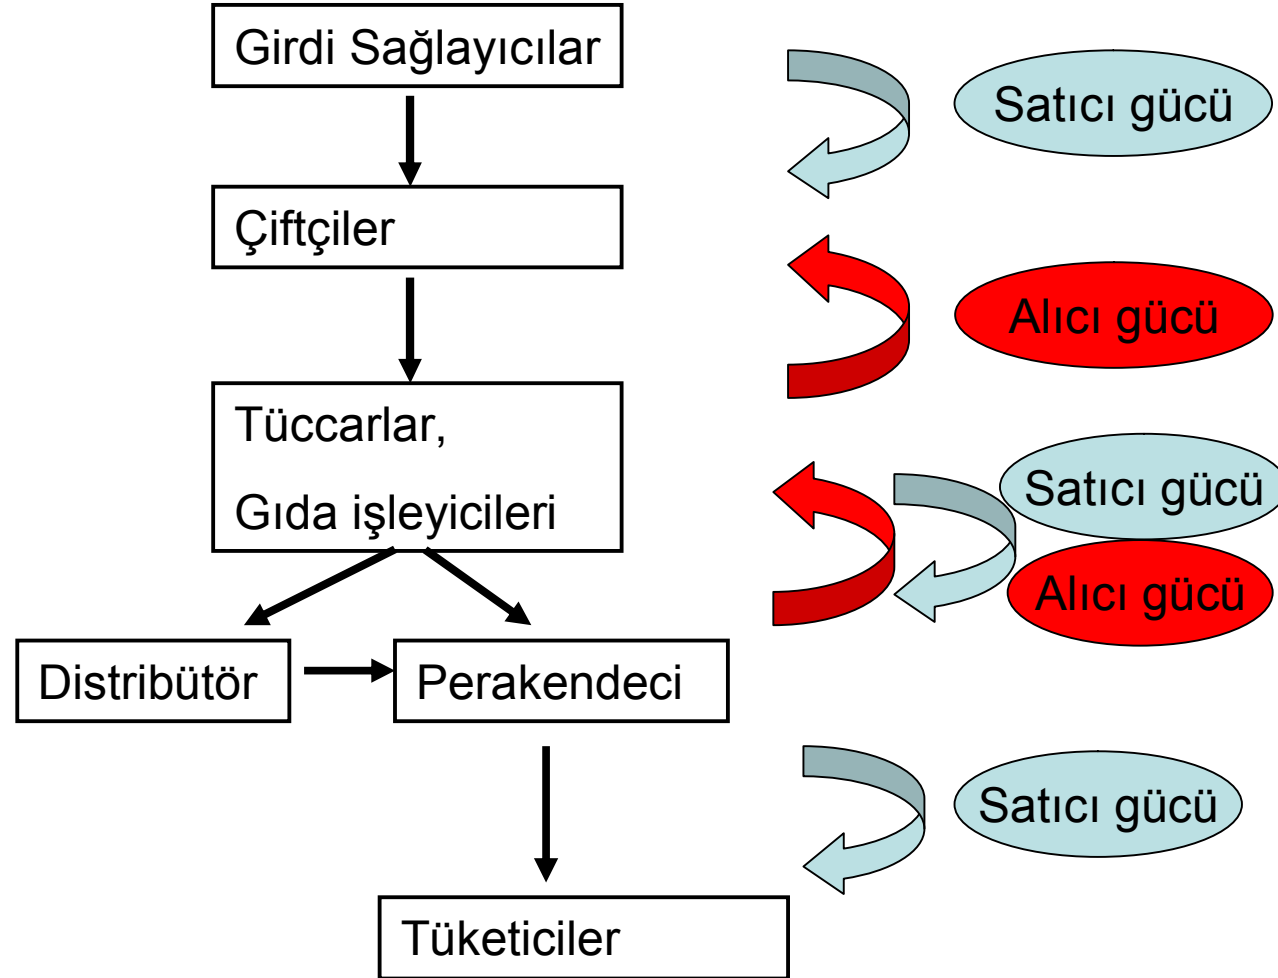 Girdi Sağlayıcılar
Satıcı gücü
Çiftçiler
Alıcı gücü
Tüccarlar,
Gıda işleyicileri
Satıcı gücü
Alıcı gücü
Distribütör
Perakendeci
Satıcı gücü
Tüketiciler